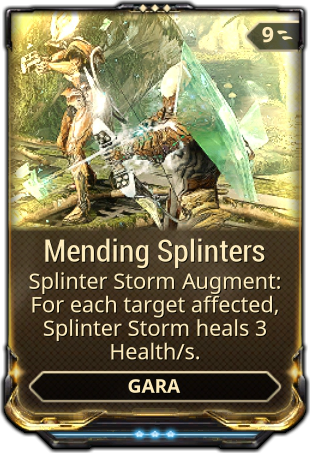 9
Mending Splinters
Splinter Storm Augment:
For each target affected,
Splinter Storm heals 3
Health/s.
GARA